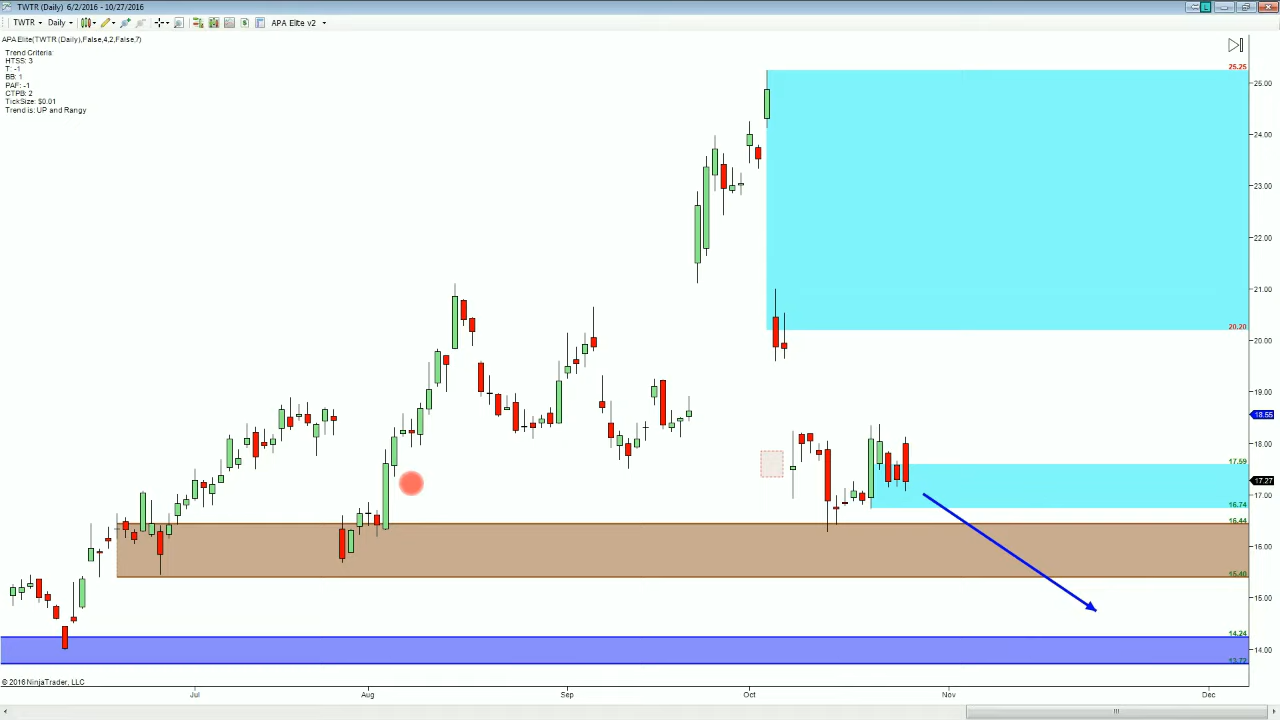 TWTR (Daily) 6/2/2016 - 10/27/2016
TWTR Daily APA Elite v2
APA Elite(TWTR (Daily),False,4,2,False,7)
Trend Criteria:
HTSS: 3
T: -1
BB: 1
PAF: -1
CTPB: 2
TickSize: $0.01
Trend is: UP and Rangy
25.25
25.00
24.00
23.00
22.00
21.00
20.20
20.00
19.00
18.55
18.00
17.59
17.27
17.00
16.74
16.44
16.00
15.40
15.00
14.24
14.00
13.72
© 2016 NinjaTrader, LLC
Jul Aug Sep Oct Nov Dec